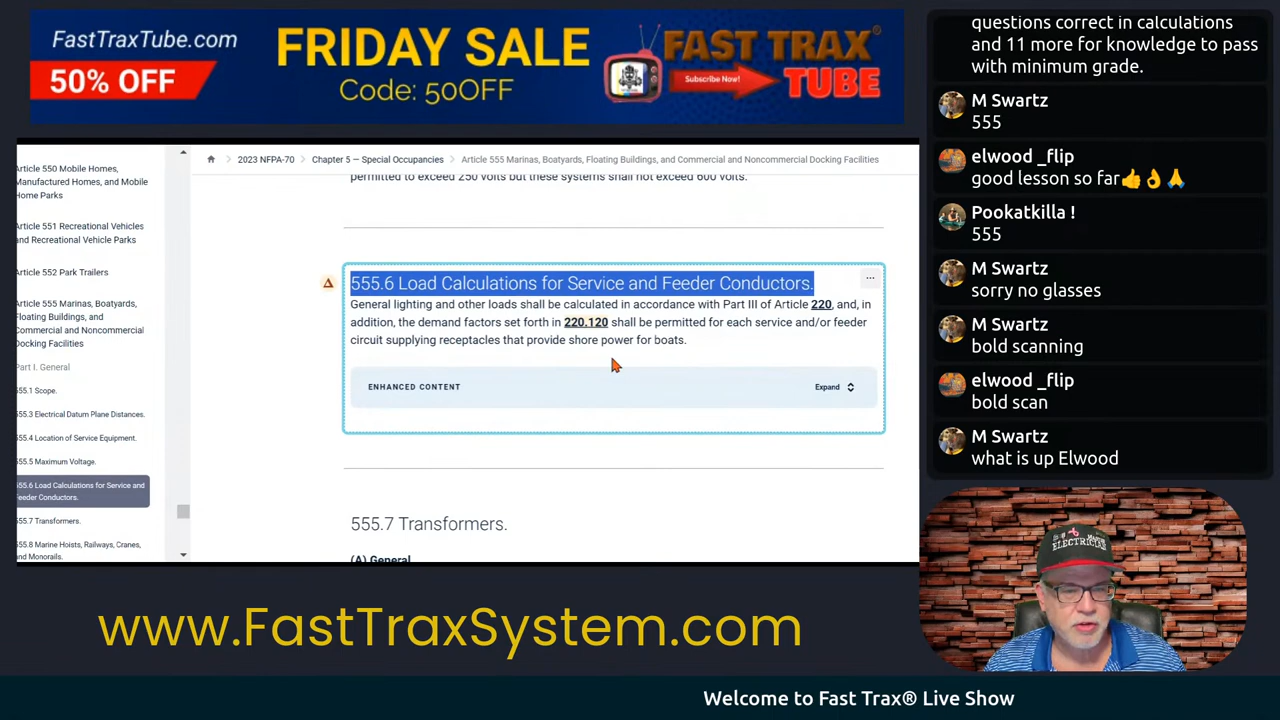 FastTraxTube.com
50% OFF
FRIDAY SALE
Code: 50OFF
FAST TRAX®
Subscribe Now!
TUBE
questions correct in calculations
and 11 more for knowledge to pass
with minimum grade.
M Swartz
555
elwood _flip
good lesson so far👍👌🙏
Pookatkilla !
555
M Swartz
sorry no glasses
M Swartz
bold scanning
elwood _flip
bold scan
M Swartz
what is up Elwood
Article 550 Mobile Homes,
Manufactured Homes, and Mobile
Home Parks
Article 551 Recreational Vehicles
and Recreational Vehicle Parks
Article 552 Park Trailers
Article 555 Marinas, Boatyards,
Floating Buildings, and
Commercial and Noncommercial
Docking Facilities
Part I. General
555.1 Scope.
555.3 Electrical Datum Plane Distances.
555.4 Location of Service Equipment.
555.5 Maximum Voltage.
555.6 Load Calculations for Service and
Feeder Conductors.
555.7 Transformers.
555.8 Marine Hoists, Railways, Cranes,
and Monorails.
2023 NFPA-70 > Chapter 5 — Special Occupancies > Article 555 Marinas, Boatyards, Floating Buildings, and Commercial and Noncommercial Docking Facilities
permitted to exceed 250 volts but these systems shall not exceed 600 volts.
555.6 Load Calculations for Service and Feeder Conductors.
General lighting and other loads shall be calculated in accordance with Part III of Article 220, and, in
addition, the demand factors set forth in 220.120 shall be permitted for each service and/or feeder
circuit supplying receptacles that provide shore power for boats.
ENHANCED CONTENT
Expand
555.7 Transformers.
(A) General
ELECTRICIAN
www.FastTraxSystem.com
Welcome to Fast Trax® Live Show